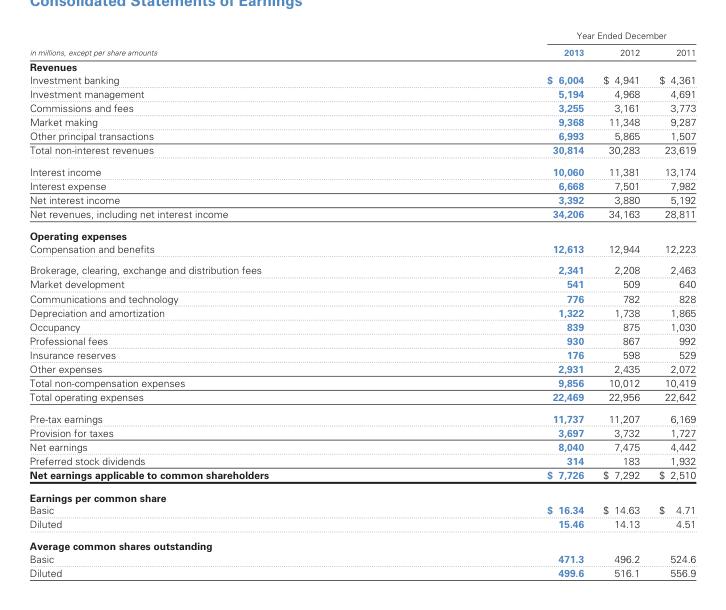 Consolidated Statements of Earnings
Year Ended December
in millions, except per share amounts 2013 2012 2011
Revenues
Investment banking $ 6,004 $ 4,941 $ 4,361
Investment management 5,194 4,968 4,691
Commissions and fees 3,255 3,161 3,773
Market making 9,368 11,348 9,287
Other principal transactions 6,993 5,865 1,507
Total non-interest revenues 30,814 30,283 23,619
Interest income 10,060 11,381 13,174
Interest expense 6,668 7,501 7,982
Net interest income 3,392 3,880 5,192
Net revenues, including net interest income 34,206 34,163 28,811
Operating expenses
Compensation and benefits 12,613 12,944 12,223
Brokerage, clearing, exchange and distribution fees 2,341 2,208 2,463
Market development 541 509 640
Communications and technology 776 782 828
Depreciation and amortization 1,322 1,738 1,865
Occupancy 839 875 1,030
Professional fees 930 867 992
Insurance reserves 176 598 529
Other expenses 2,931 2,435 2,072
Total non-compensation expenses 9,856 10,012 10,419
Total operating expenses 22,469 22,956 22,642
Pre-tax earnings 11,737 11,207 6,169
Provision for taxes 3,697 3,732 1,727
Net earnings 8,040 7,475 4,442
Preferred stock dividends 314 183 1,932
Net earnings applicable to common shareholders $ 7,726 $ 7,292 $ 2,510
Earnings per common share
Basic $ 16.34 $ 14.63 $ 4.71
Diluted 15.46 14.13 4.51
Average common shares outstanding
Basic 471.3 496.2 524.6
Diluted 499.6 516.1 556.9